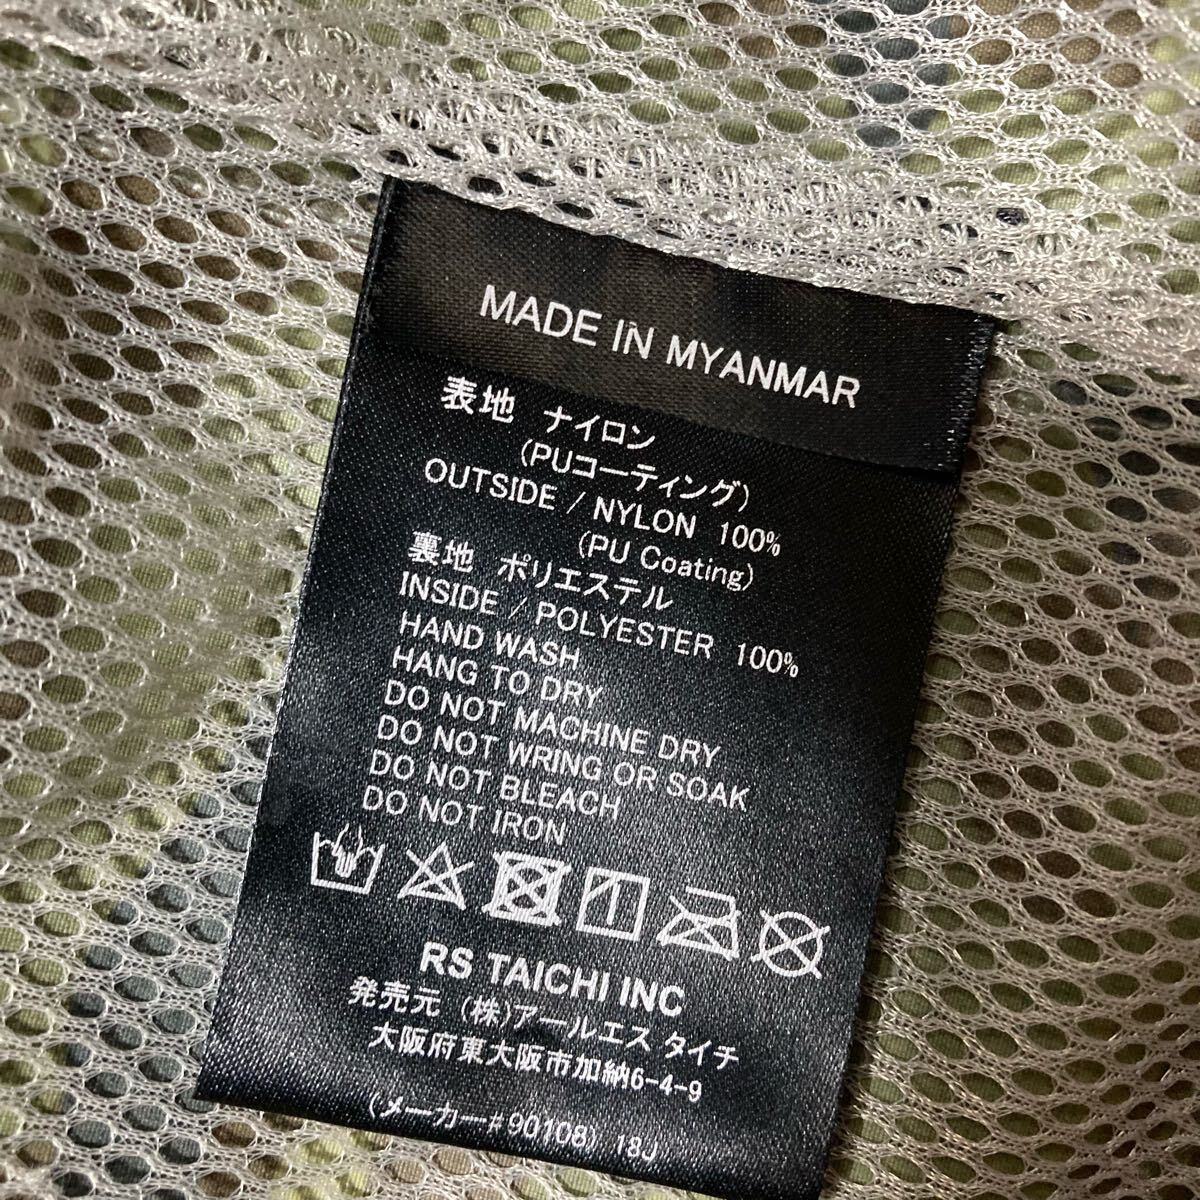 MADE IN MYANMAR
表地 ナイロン
(PUコーティング)
OUTSIDE / NYLON 100%
(PU Coating)
裏地 ポリエステル
INSIDE / POLYESTER 100%
HAND WASH
HANG TO DRY
DO NOT MACHINE DRY
DO NOT WRING OR SOAK
DO NOT BLEACH
DO NOT IRON
RS TAICHI INC
発売元 (株)アールエス タイチ
大阪府東大阪市加納6-4-9
(メーカー#90108) 18J